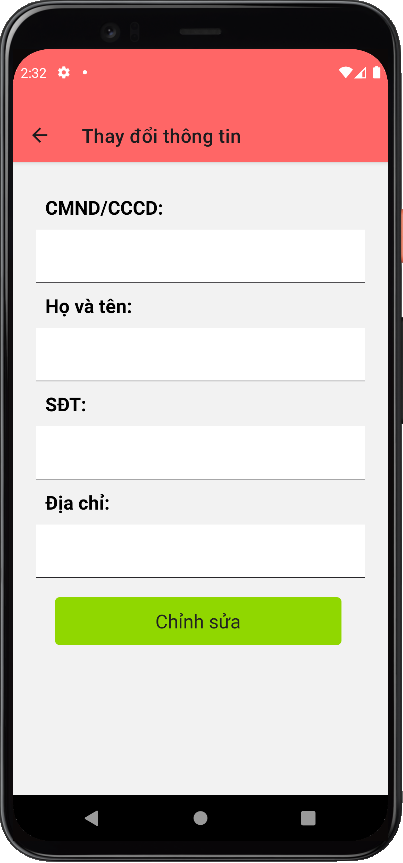 2:32
Thay đổi thông tin
CMND/CCCD:
Họ và tên:
SĐT:
Địa chỉ:
Chỉnh sửa